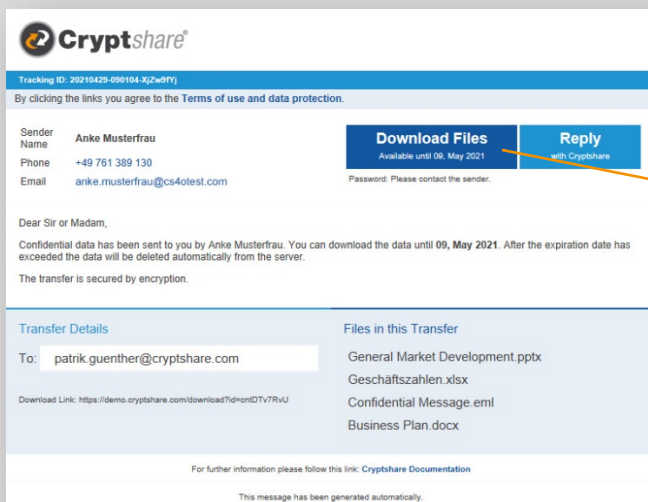 Cryptshare®
Tracking ID: 20210429-090104-XjZw9fYj
By clicking the links you agree to the Terms of use and data protection.
Sender Name Anke Musterfrau
Phone +49 761 389 130
Email anke.musterfrau@cs4otest.com
Download Files
Available until 09, May 2021
Reply
with Cryptshare
Password: Please contact the sender.
Dear Sir or Madam,
Confidential data has been sent to you by Anke Musterfrau. You can download the data until 09, May 2021. After the expiration date has
exceeded the data will be deleted automatically from the server.
The transfer is secured by encryption.
Transfer Details
To: patrik.guenther@cryptshare.com
Download Link: https://demo.cryptshare.com/download?id=cntDTv7RvU
Files in this Transfer
General Market Development.pptx
Geschäftszahlen.xlsx
Confidential Message.eml
Business Plan.docx
For further information please follow this link: Cryptshare Documentation
This message has been generated automatically.